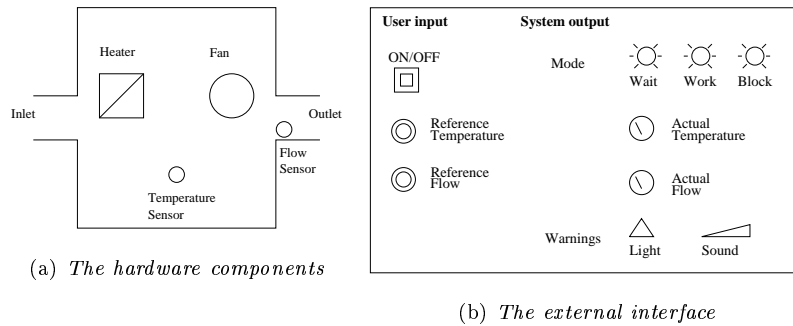 Heater
Fan
Inlet
Outlet
Flow
Sensor
Temperature
Sensor
(a) The hardware components
User input
System output
ON/OFF
Mode
Wait
Work
Block
Reference
Temperature
Actual
Temperature
Reference
Flow
Actual
Flow
Warnings
Light
Sound
(b) The external interface